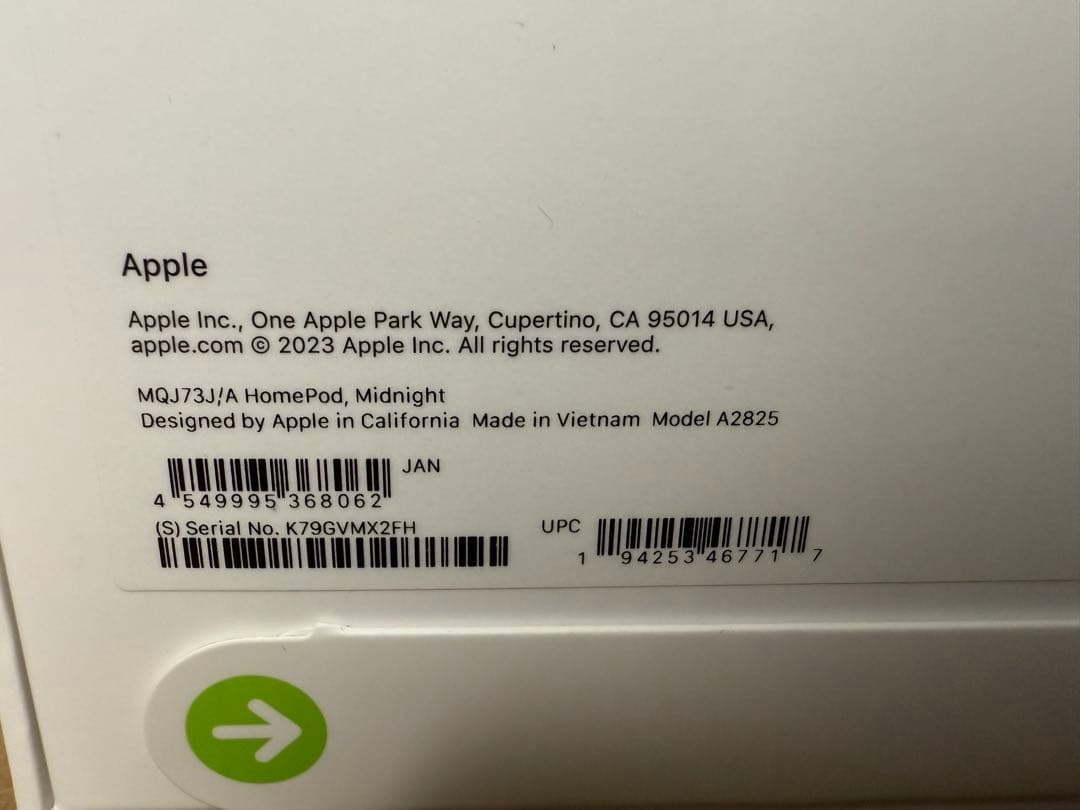 Apple
Apple Inc., One Apple Park Way, Cupertino, CA 95014 USA,
apple.com © 2023 Apple Inc. All rights reserved.
MQJ73J/A HomePod, Midnight
Designed by Apple in California Made in Vietnam Model A2825
JAN
4 549995 368062
(S) Serial No. K79GVMX2FH
UPC
1 94253 46771 7